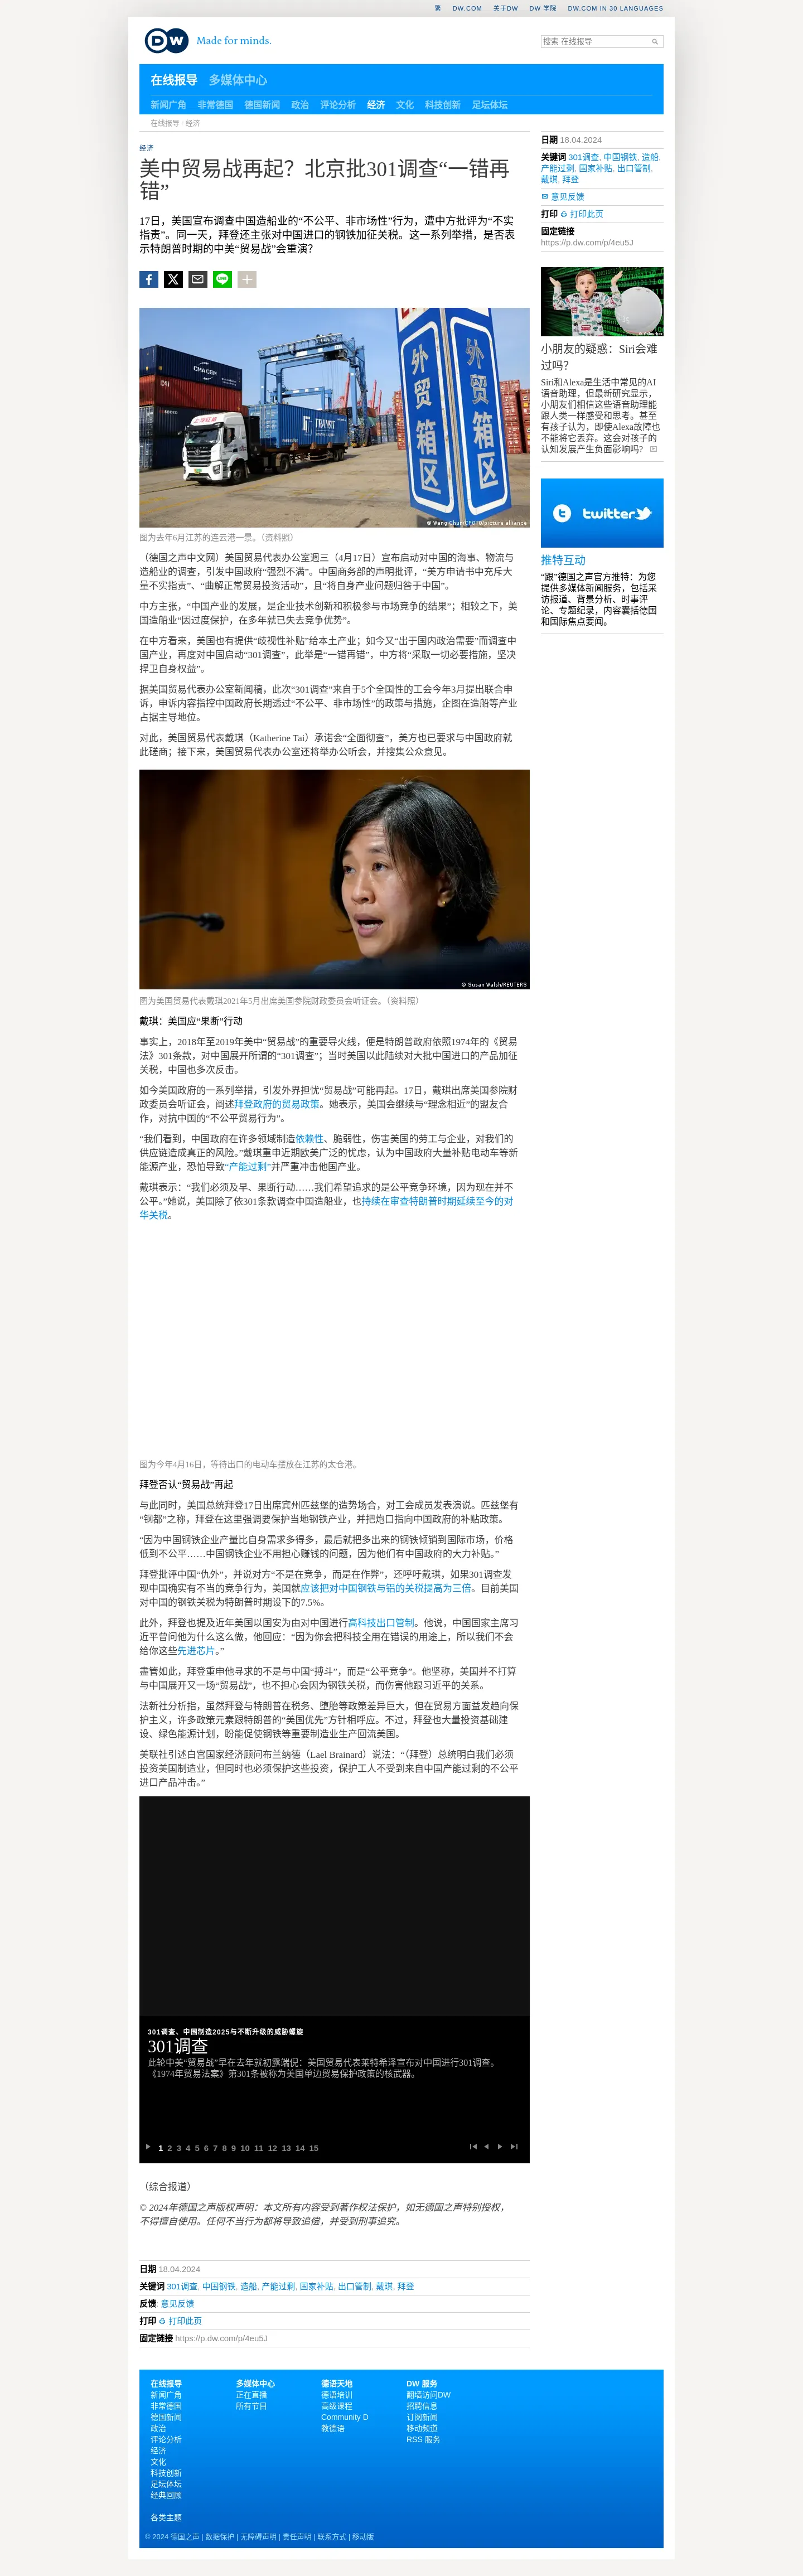 繁 DW.COM 关于DW DW 学院 DW.COM IN 30 LANGUAGES
DW Made for minds.
搜索 在线报导
在线报导 多媒体中心
新闻广角 非常德国 德国新闻 政治 评论分析 经济 文化 科技创新 足坛体坛
在线报导 · 经济
经济
美中贸易战再起？北京批301调查“一错再
错”
17日，美国宣布调查中国造船业的“不公平、非市场性”行为，遭中方批评为“不实
指责”。同一天，拜登还主张对中国进口的钢铁加征关税。这一系列举措，是否表
示特朗普时期的中美“贸易战”会重演？
CMA CGM
TRANSIT
外贸箱区
外贸箱区
© Wang Chun/CFOTO/picture alliance
图为去年6月江苏的连云港一景。（资料照）
（德国之声中文网）美国贸易代表办公室週三（4月17日）宣布启动对中国的海事、物流与
造船业的调查，引发中国政府“强烈不满”。中国商务部的声明批评，“美方申请书中充斥大
量不实指责”、“曲解正常贸易投资活动”，且“将自身产业问题归咎于中国”。
中方主张，“中国产业的发展，是企业技术创新和积极参与市场竞争的结果”；相较之下，美
国造船业“因过度保护，在多年就已失去竞争优势”。
在中方看来，美国也有提供“歧视性补贴”给本土产业；如今又“出于国内政治需要”而调查中
国产业，再度对中国启动“301调查”，此举是“一错再错”，中方将“采取一切必要措施，坚决
捍卫自身权益”。
据美国贸易代表办公室新闻稿，此次“301调查”来自于5个全国性的工会今年3月提出联合申
诉，申诉内容指控中国政府长期透过“不公平、非市场性”的政策与措施，企图在造船等产业
占据主导地位。
对此，美国贸易代表戴琪（Katherine Tai）承诺会“全面彻查”，美方也已要求与中国政府就
此磋商；接下来，美国贸易代表办公室还将举办公听会，并搜集公众意见。
© Susan Walsh/REUTERS
图为美国贸易代表戴琪2021年5月出席美国参院财政委员会听证会。（资料照）
戴琪：美国应“果断”行动
事实上，2018年至2019年美中“贸易战”的重要导火线，便是特朗普政府依照1974年的《贸易
法》301条款，对中国展开所谓的“301调查”；当时美国以此陆续对大批中国进口的产品加征
关税，中国也多次反击。
如今美国政府的一系列举措，引发外界担忧“贸易战”可能再起。17日，戴琪出席美国参院财
政委员会听证会，阐述拜登政府的贸易政策。她表示，美国会继续与“理念相近”的盟友合
作，对抗中国的“不公平贸易行为”。
“我们看到，中国政府在许多领域制造依赖性、脆弱性，伤害美国的劳工与企业，对我们的
供应链造成真正的风险。”戴琪重申近期欧美广泛的忧虑，认为中国政府大量补贴电动车等新
能源产业，恐怕导致“产能过剩”并严重冲击他国产业。
戴琪表示：“我们必须及早、果断行动……我们希望追求的是公平竞争环境，因为现在并不
公平。”她说，美国除了依301条款调查中国造船业，也持续在审查特朗普时期延续至今的对
华关税。
图为今年4月16日，等待出口的电动车摆放在江苏的太仓港。
拜登否认“贸易战”再起
与此同时，美国总统拜登17日出席宾州匹兹堡的造势场合，对工会成员发表演说。匹兹堡有
“钢都”之称，拜登在这里强调要保护当地钢铁产业，并把炮口指向中国政府的补贴政策。
“因为中国钢铁企业产量比自身需求多得多，最后就把多出来的钢铁倾销到国际市场，价格
低到不公平……中国钢铁企业不用担心赚钱的问题，因为他们有中国政府的大力补贴。”
拜登批评中国“仇外”，并说对方“不是在竞争，而是在作弊”，还呼吁戴琪，如果301调查发
现中国确实有不当的竞争行为，美国就应该把对中国钢铁与铝的关税提高为三倍。目前美国
对中国的钢铁关税为特朗普时期设下的7.5%。
此外，拜登也提及近年美国以国安为由对中国进行高科技出口管制。他说，中国国家主席习
近平曾问他为什么这么做，他回应：“因为你会把科技全用在错误的用途上，所以我们不会
给你这些先进芯片。”
盡管如此，拜登重申他寻求的不是与中国“搏斗”，而是“公平竞争”。他坚称，美国并不打算
与中国展开又一场“贸易战”，也不担心会因为钢铁关税，而伤害他跟习近平的关系。
法新社分析指，虽然拜登与特朗普在税务、堕胎等政策差异巨大，但在贸易方面益发趋向保
护主义，许多政策元素跟特朗普的“美国优先”方针相呼应。不过，拜登也大量投资基础建
设、绿色能源计划，盼能促使钢铁等重要制造业生产回流美国。
美联社引述白宫国家经济顾问布兰纳德（Lael Brainard）说法：“（拜登）总统明白我们必须
投资美国制造业，但同时也必须保护这些投资，保护工人不受到来自中国产能过剩的不公平
进口产品冲击。”
301调查、中国制造2025与不断升级的威胁螺旋
301调查
此轮中美“贸易战”早在去年就初露端倪：美国贸易代表莱特希泽宣布对中国进行301调查。
《1974年贸易法案》第301条被称为美国单边贸易保护政策的核武器。
1 2 3 4 5 6 7 8 9 10 11 12 13 14 15
（综合报道）
© 2024年德国之声版权声明：本文所有内容受到著作权法保护，如无德国之声特别授权，
不得擅自使用。任何不当行为都将导致追偿，并受到刑事追究。
日期 18.04.2024
关键词 301调查, 中国钢铁, 造船, 产能过剩, 国家补贴, 出口管制, 戴琪, 拜登
反馈: 意见反馈
打印 打印此页
固定链接 https://p.dw.com/p/4eu5J
日期 18.04.2024
关键词 301调查, 中国钢铁, 造船,
产能过剩, 国家补贴, 出口管制,
戴琪, 拜登
意见反馈
打印 打印此页
固定链接
https://p.dw.com/p/4eu5J
小朋友的疑惑：Siri会难
过吗？
Siri和Alexa是生活中常见的AI
语音助理，但最新研究显示，
小朋友们相信这些语音助理能
跟人类一样感受和思考。甚至
有孩子认为，即使Alexa故障也
不能将它丢弃。这会对孩子的
认知发展产生负面影响吗？
twitter
推特互动
“跟”德国之声官方推特：为您
提供多媒体新闻服务，包括采
访报道、背景分析、时事评
论、专题纪录，内容囊括德国
和国际焦点要闻。
在线报导
新闻广角
非常德国
德国新闻
政治
评论分析
经济
文化
科技创新
足坛体坛
经典回顾
各类主题
多媒体中心
正在直播
所有节目
德语天地
德语培训
高级课程
Community D
教德语
DW 服务
翻墙访问DW
招聘信息
订阅新闻
移动频道
RSS 服务
© 2024 德国之声 | 数据保护 | 无障碍声明 | 责任声明 | 联系方式 | 移动版